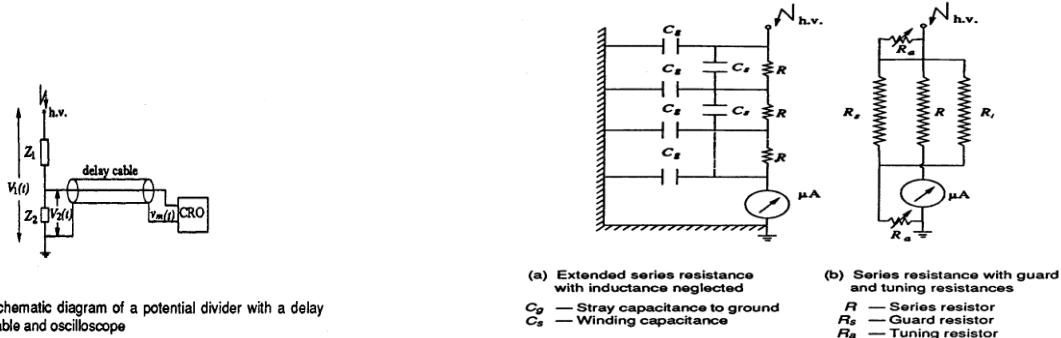 h.v.
Z1
V1(t)
delay cable
Z2
V2(t)
vm(t)
CRO
chematic diagram of a potential divider with a delay
able and oscilloscope
h.v.
Cg
Cs
R
Cg
Cg
Cs
R
Cg
R
µA
(a) Extended series resistance
with inductance neglected
Cg — Stray capacitance to ground
Cs — Winding capacitance
h.v.
Ra
Rs
R
µA
Ra
(b) Series resistance with guard
and tuning resistances
R — Series resistor
Rs — Guard resistor
Ra — Tuning resistor